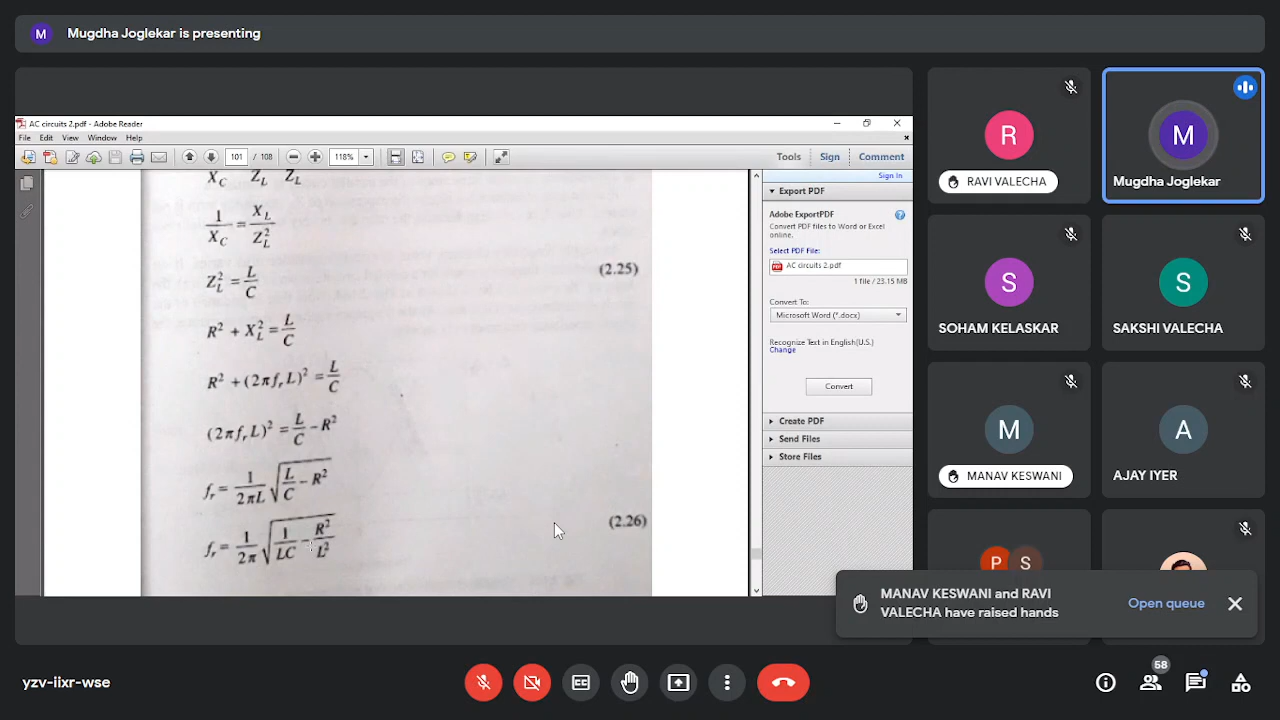 M Mugdha Joglekar is presenting
AC circuits 2.pdf - Adobe Reader
File Edit View Window Help
101 / 108 118% Tools Sign Comment
X_C Z_L Z_L
1/X_C = X_L/Z_L^2
Z_L^2 = L/C (2.25)
R^2 + X_L^2 = L/C
R^2 + (2πf_r L)^2 = L/C
(2πf_r L)^2 = L/C − R^2
f_r = 1/2πL √(L/C − R^2)
f_r = 1/2π √(1/LC − R^2/L^2) (2.26)
Sign In
Export PDF
Adobe ExportPDF
Convert PDF files to Word or Excel
online.
Select PDF File:
AC circuits 2.pdf
1 file / 23.15 MB
Convert To:
Microsoft Word (*.docx)
Recognize Text in English(U.S.)
Change
Convert
Create PDF
Send Files
Store Files
R
RAVI VALECHA
M
Mugdha Joglekar
S
SOHAM KELASKAR
S
SAKSHI VALECHA
M
MANAV KESWANI
A
AJAY IYER
P S
MANAV KESWANI and RAVI
VALECHA have raised hands
Open queue
yzv-iixr-wse
CC
58